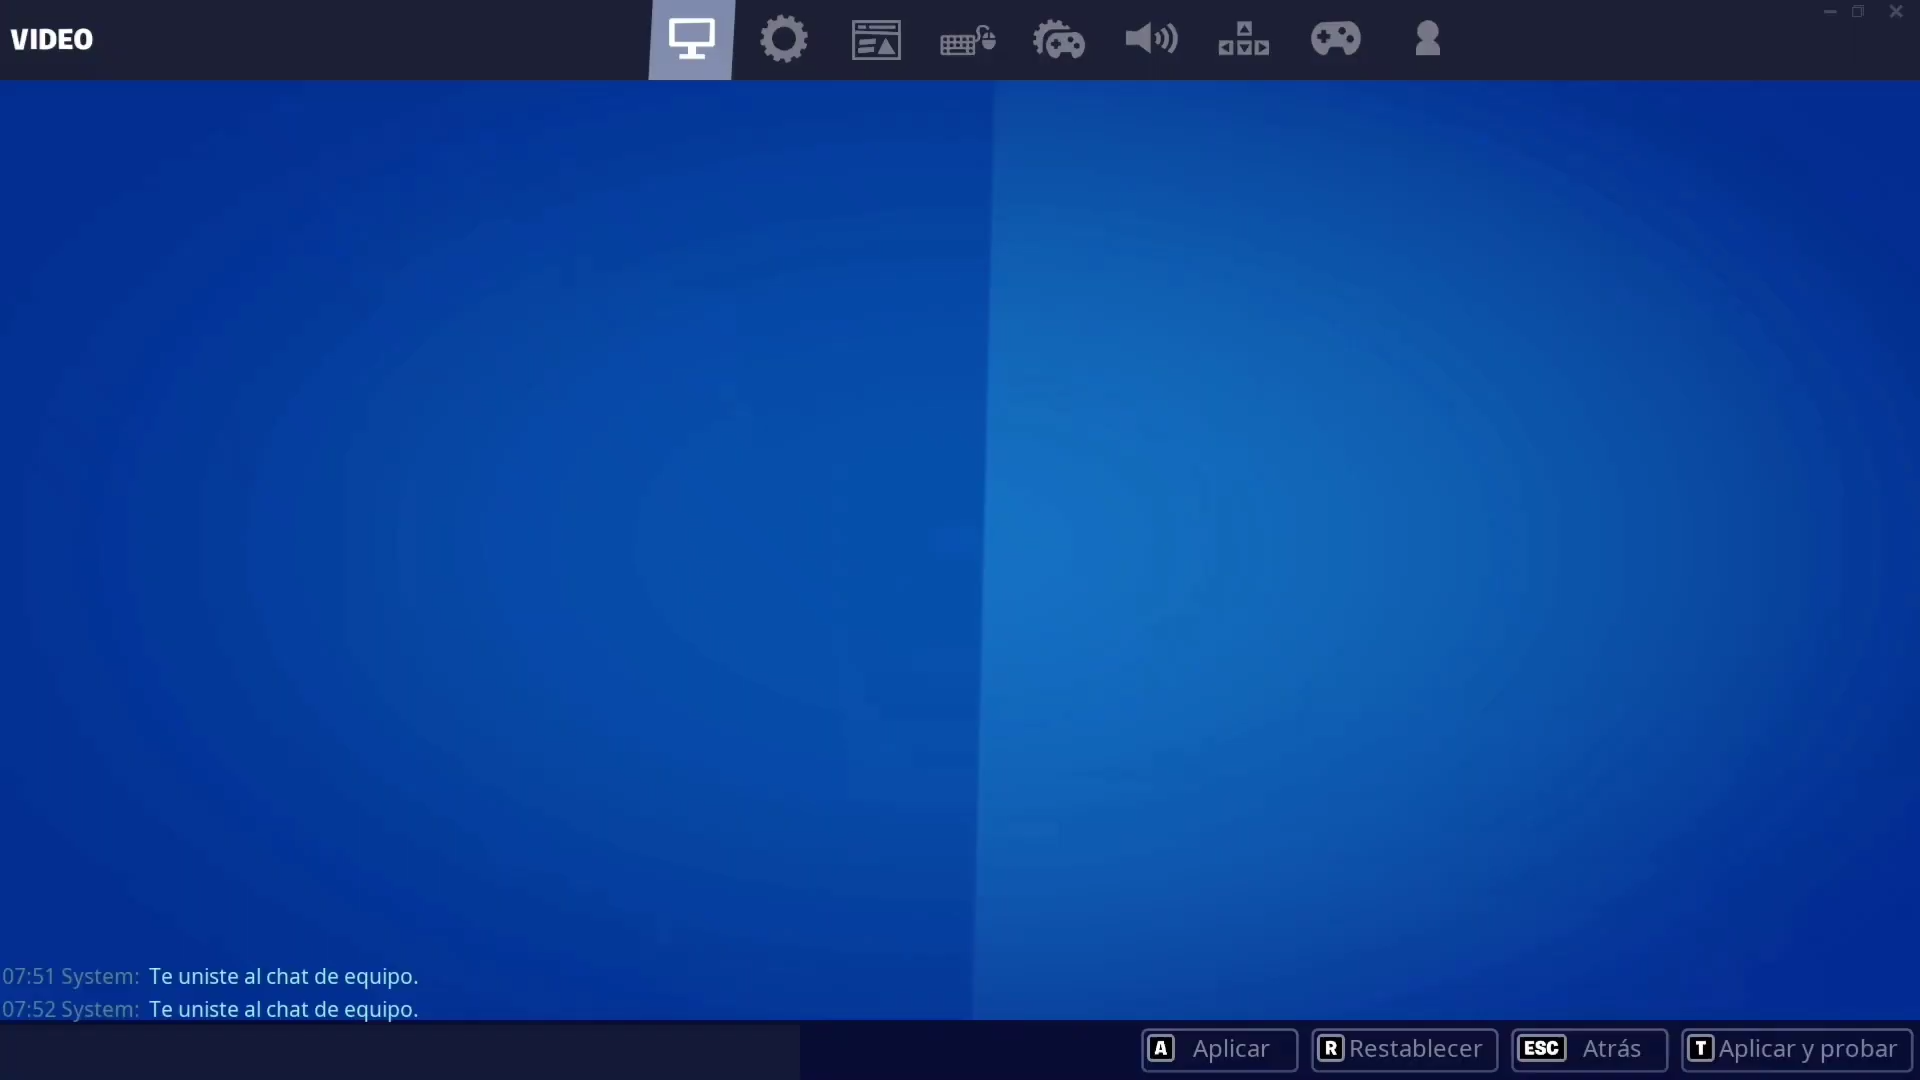 VIDEO
07:51 System: Te uniste al chat de equipo.
07:52 System: Te uniste al chat de equipo.
A Aplicar
R Restablecer
ESC Atrás
T Aplicar y probar